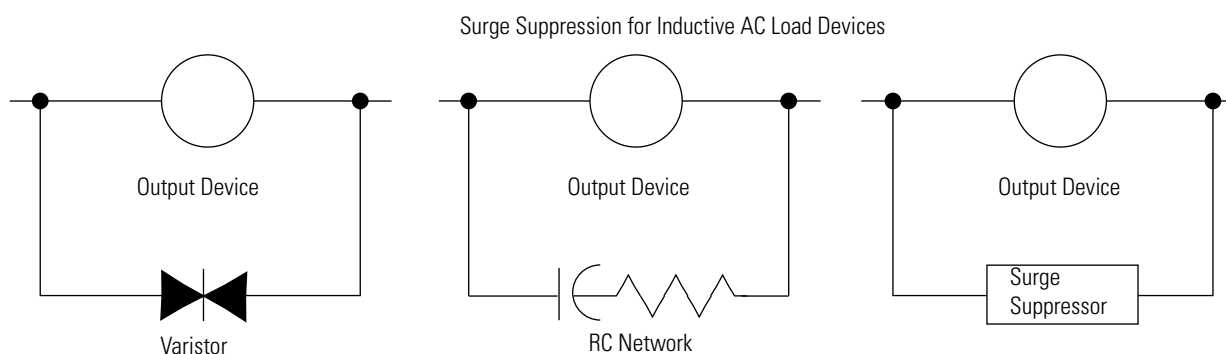 Surge Suppression for Inductive AC Load Devices
Output Device
Output Device
Output Device
Surge
Suppressor
Varistor
RC Network